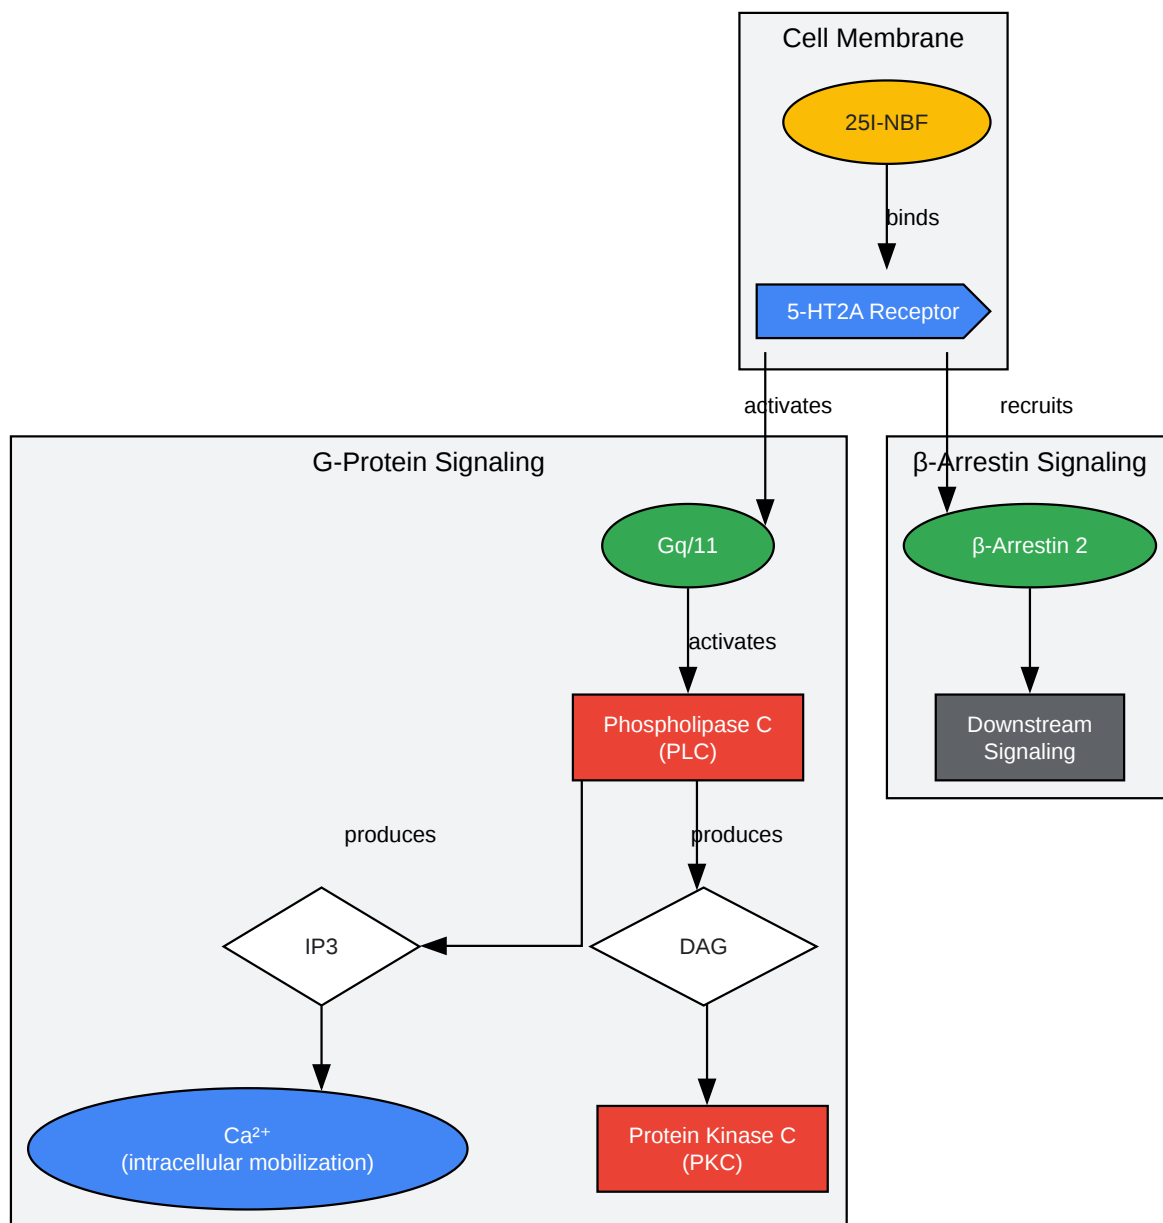 Cell Membrane
25I-NBF
binds
5-HT2A Receptor
activates
recruits
G-Protein Signaling
β-Arrestin Signaling
Gq/11
β-Arrestin 2
activates
Phospholipase C
(PLC)
Downstream
Signaling
produces
produces
IP3
DAG
Ca²⁺
(intracellular mobilization)
Protein Kinase C
(PKC)